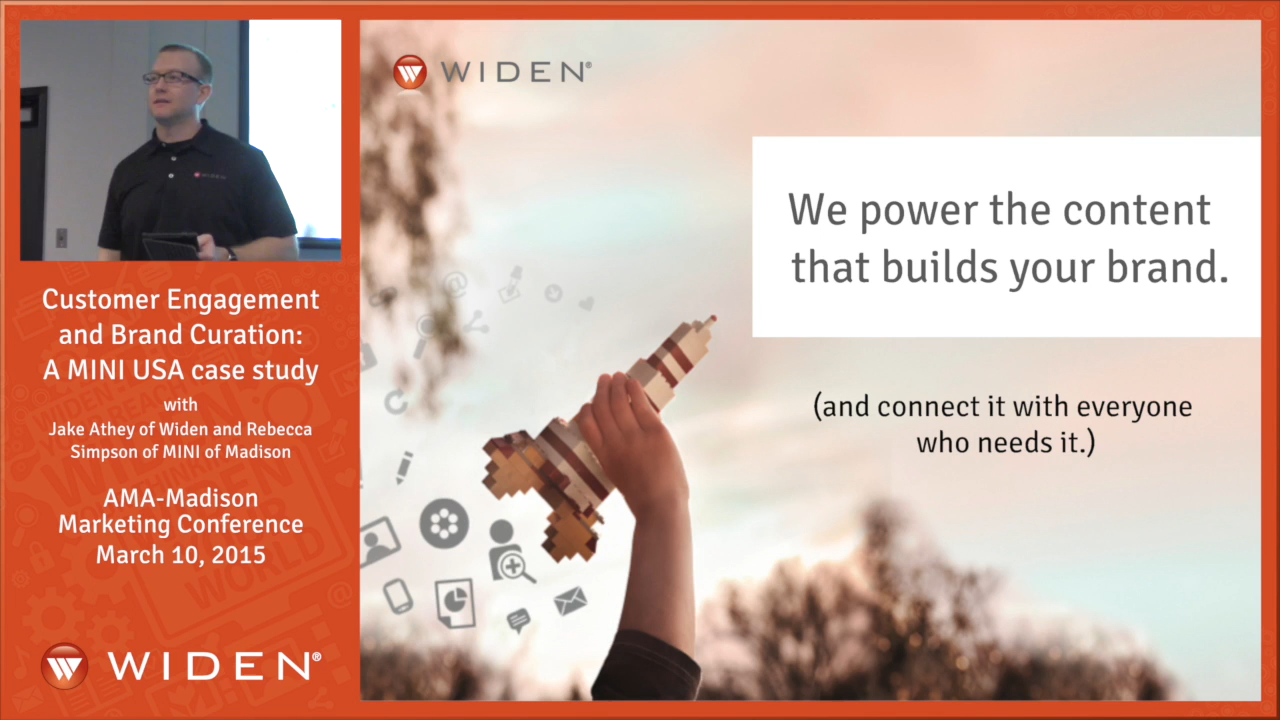 Customer Engagement
and Brand Curation:
A MINI USA case study
with
Jake Athey of Widen and Rebecca
Simpson of MINI of Madison
AMA-Madison
Marketing Conference
March 10, 2015
WIDEN®
WIDEN®
We power the content
that builds your brand.
(and connect it with everyone
who needs it.)